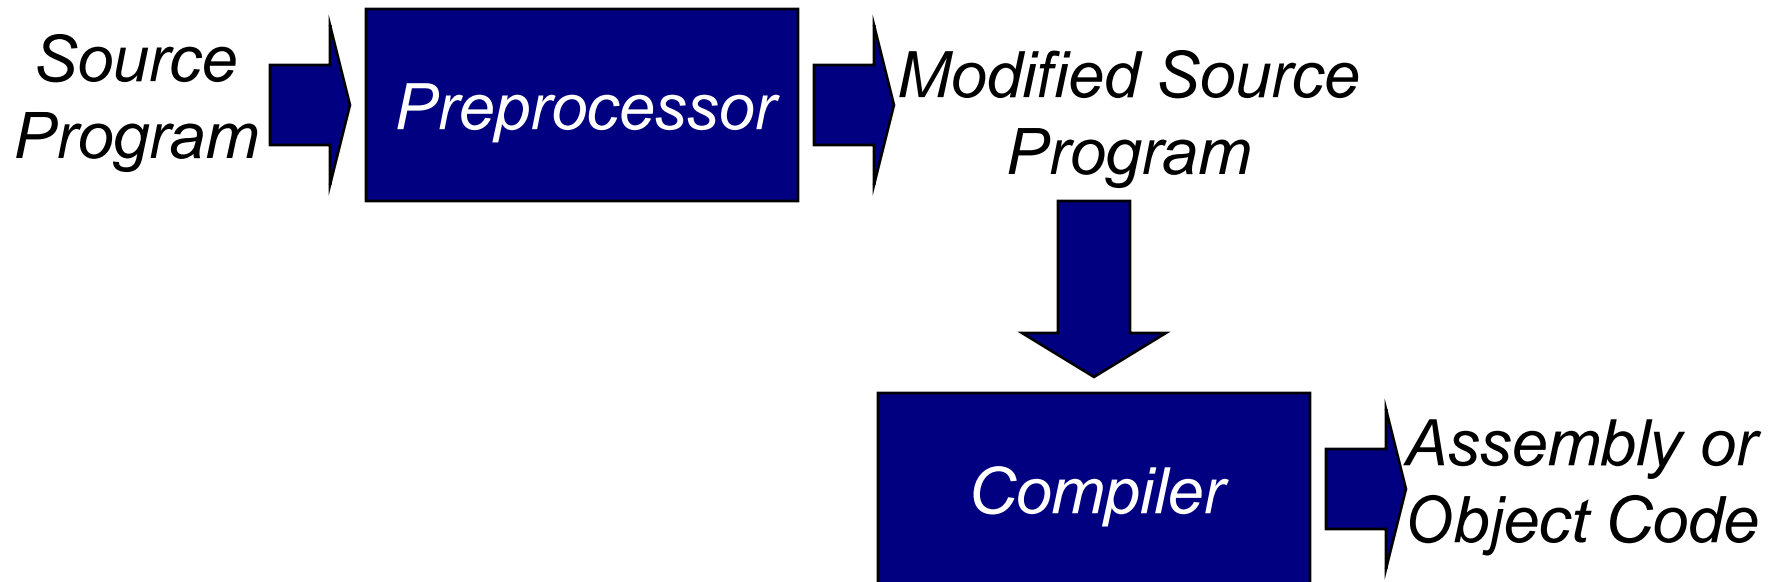 Source
Program
Preprocessor
Modified Source
Program
Compiler
Assembly or
Object Code